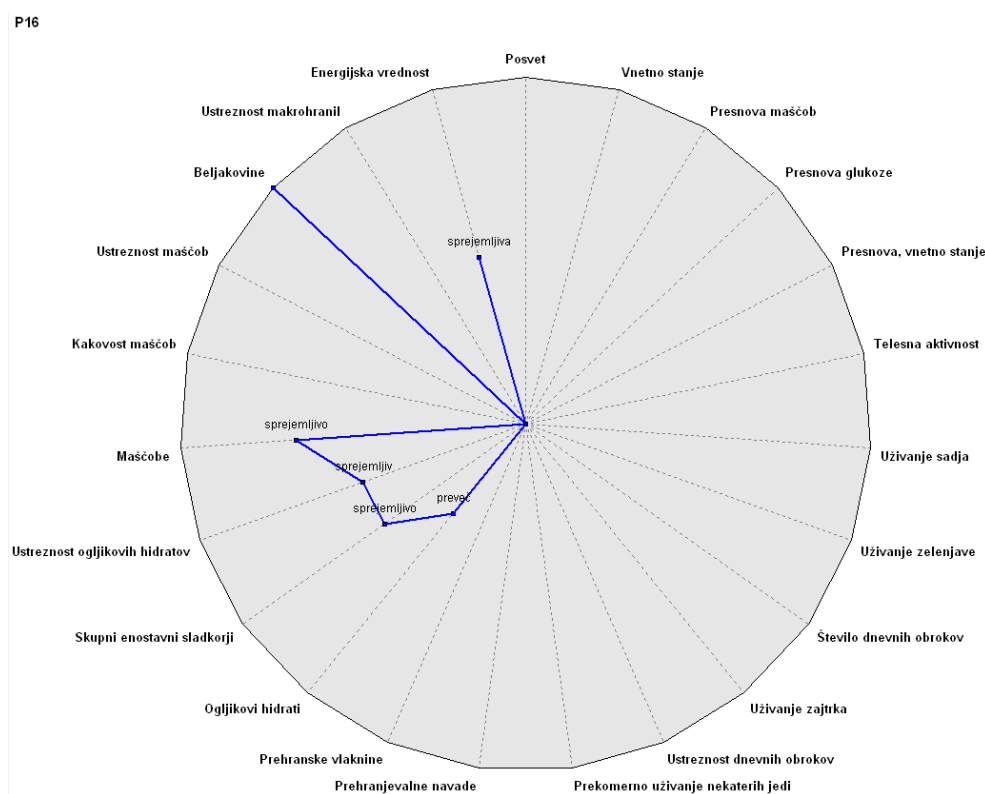 P16
Posvet
Energijska vrednost
Vnetno stanje
Ustreznost makrohranil
Presnova maščob
Beljakovine
Presnova glukoze
sprejemljiva
Ustreznost maščob
Presnova, vnetno stanje
Kakovost maščob
Telesna aktivnost
sprejemljivo
Maščobe
Uživanje sadja
sprejemljiv
prevec
sprejemljivo
Ustreznost ogljikovih hidratov
Uživanje zelenjave
Skupni enostavni sladkorji
Število dnevnih obrokov
Ogljikovi hidrati
Uživanje zajtrka
Prehranske vlaknine
Ustreznost dnevnih obrokov
Prehranjevalne navade
Prekomerno uživanje nekaterih jedi